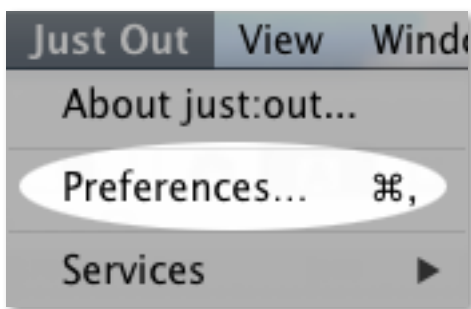 Just Out View
About just:out...
Preferences... ⌘,
Services ▶